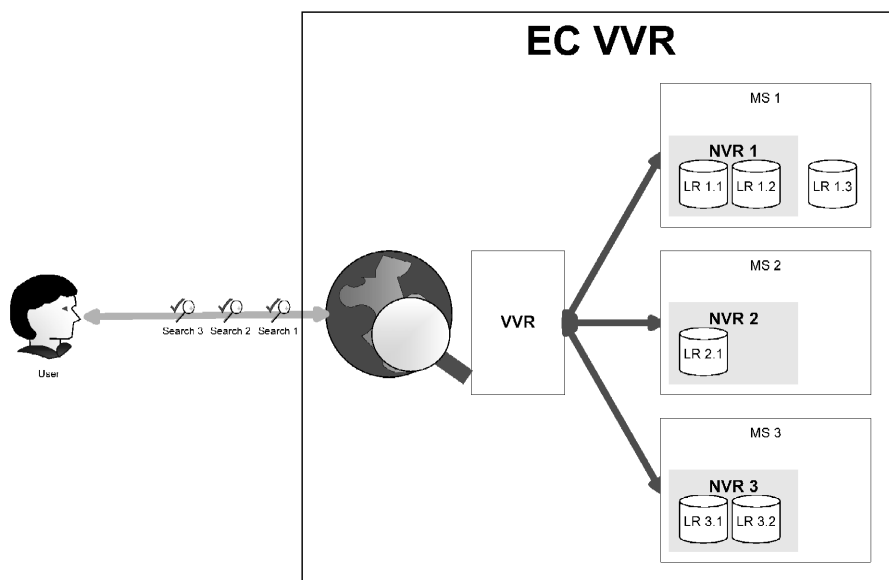 EC VVR
MS 1
NVR 1
LR 1.1
LR 1.2
LR 1.3
MS 2
NVR 2
LR 2.1
MS 3
NVR 3
LR 3.1
LR 3.2
VVR
Search 3
Search 2
Search 1
User